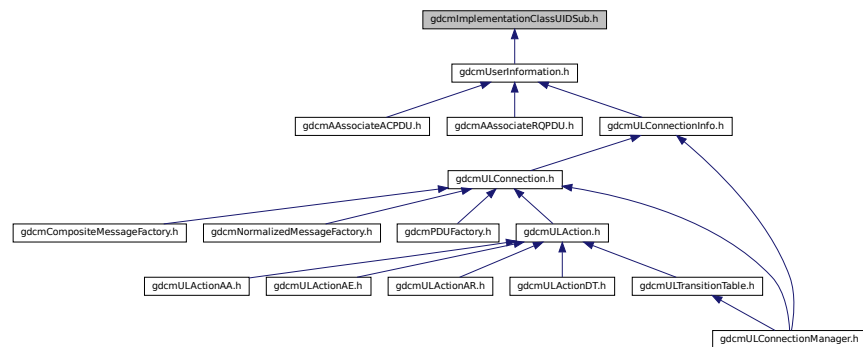 gdcmImplementationClassUIDSub.h
gdcmUserInformation.h
gdcmAAssociateACPDU.h
gdcmAAssociateRQPDU.h
gdcmULConnectionInfo.h
gdcmULConnection.h
gdcmCompositeMessageFactory.h
gdcmNormalizedMessageFactory.h
gdcmPDUFactory.h
gdcmULAction.h
gdcmULActionAA.h
gdcmULActionAE.h
gdcmULActionAR.h
gdcmULActionDT.h
gdcmULTransitionTable.h
gdcmULConnectionManager.h